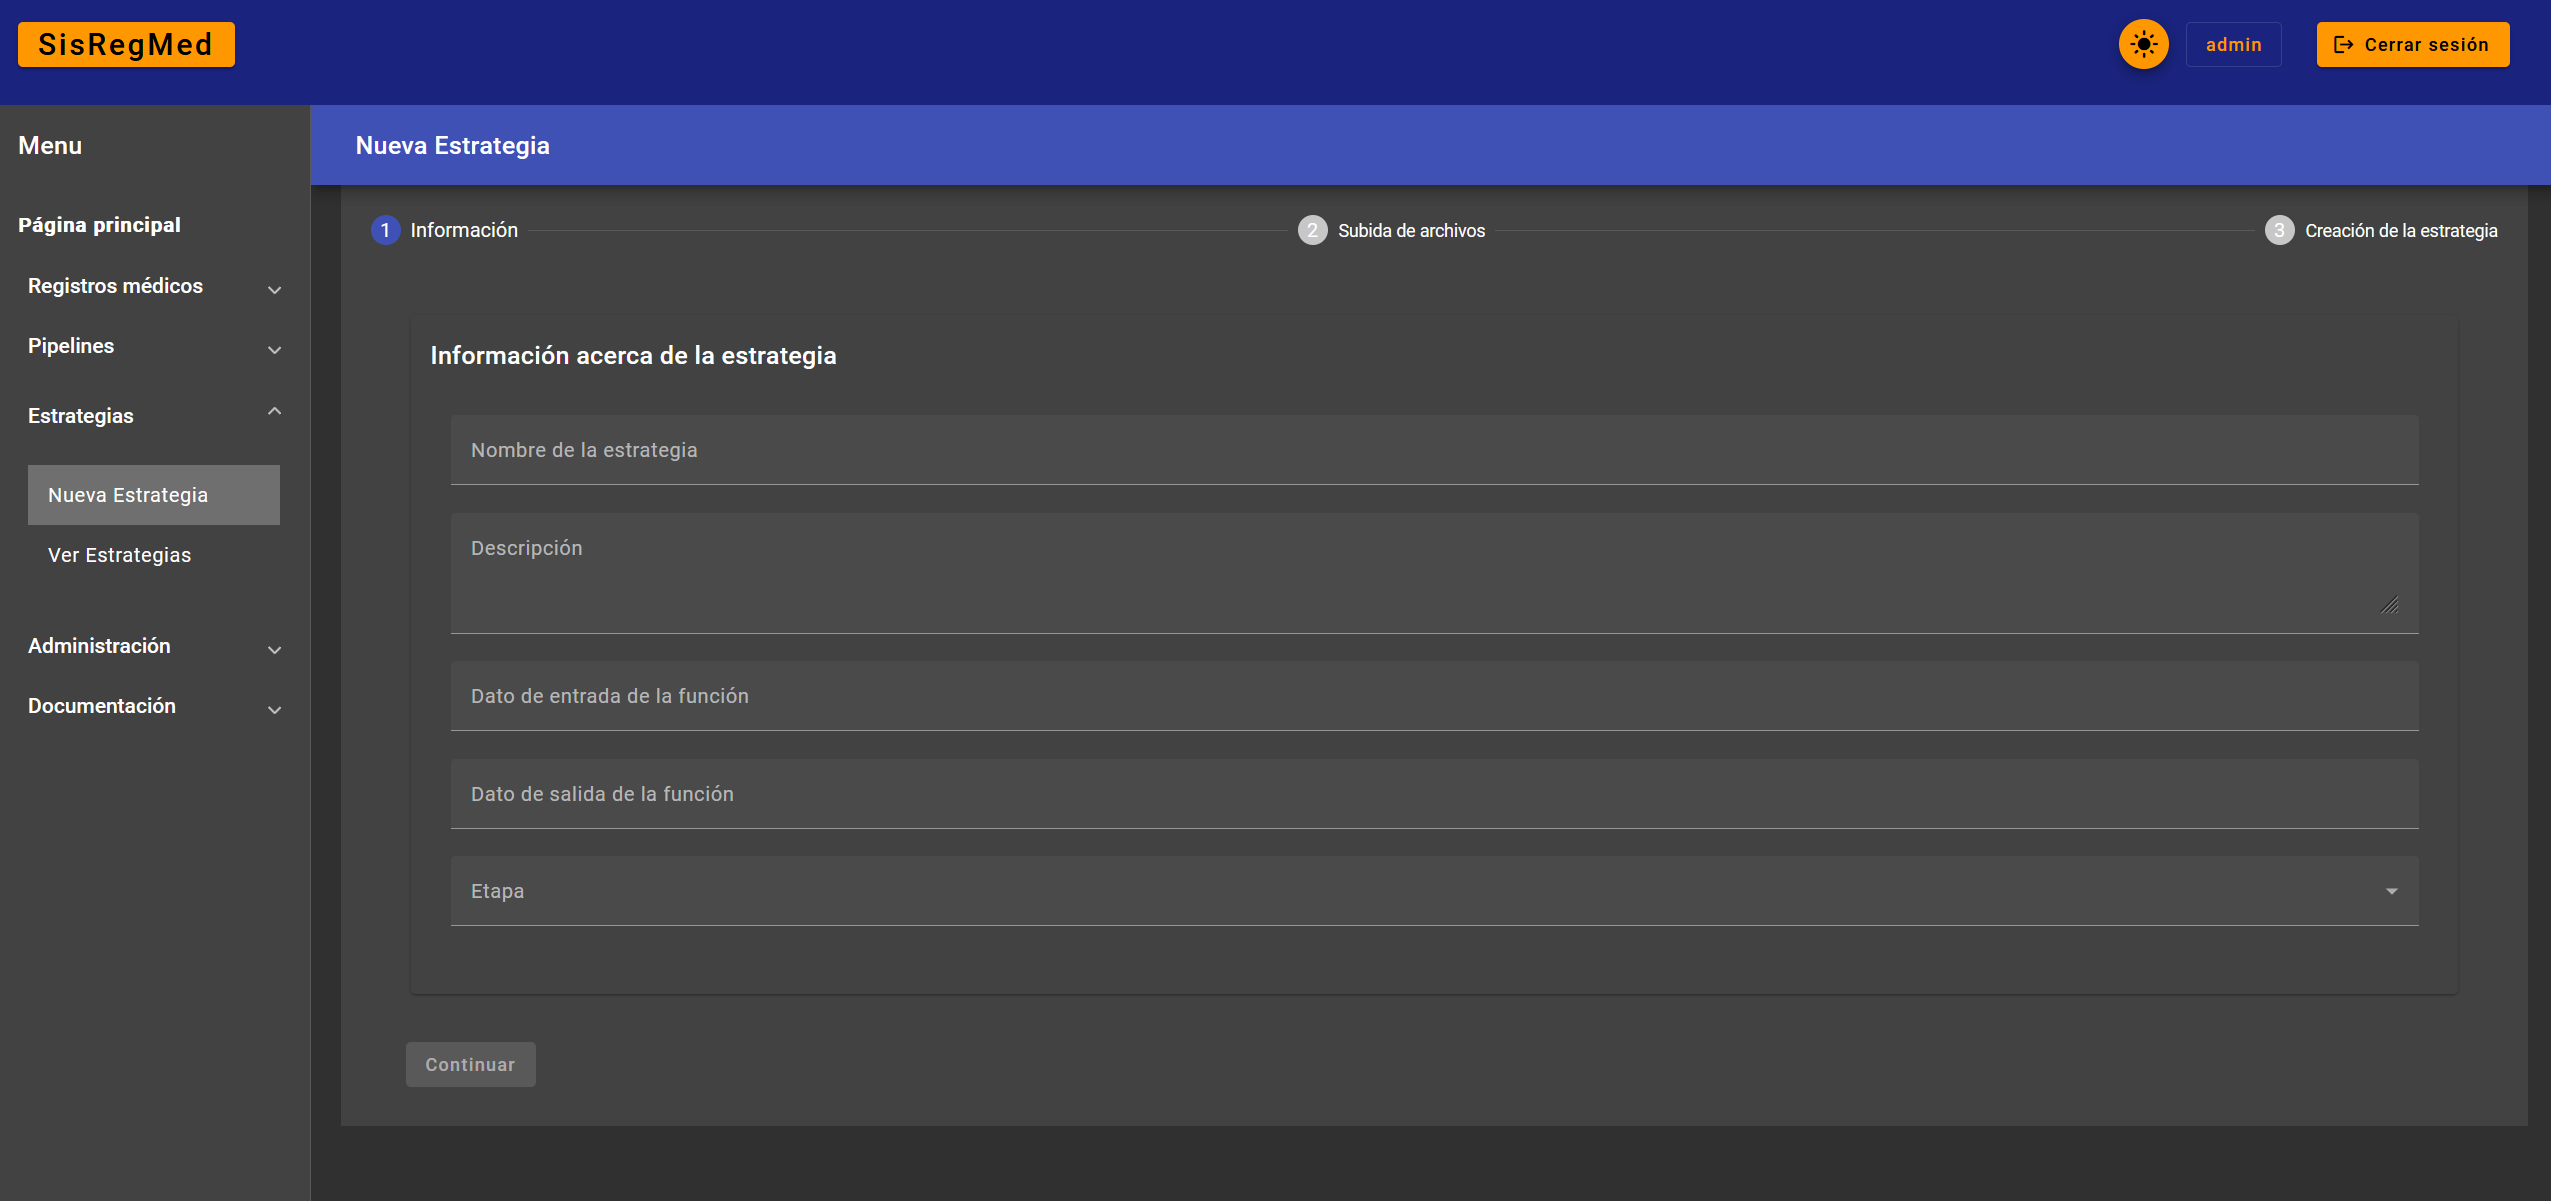 SisRegMed
admin
Cerrar sesión
Menu
Nueva Estrategia
Página principal
1 Información
2 Subida de archivos
3 Creación de la estrategia
Registros médicos
Pipelines
Estrategias
Nueva Estrategia
Ver Estrategias
Administración
Documentación
Información acerca de la estrategia
Nombre de la estrategia
Descripción
Dato de entrada de la función
Dato de salida de la función
Etapa
Continuar